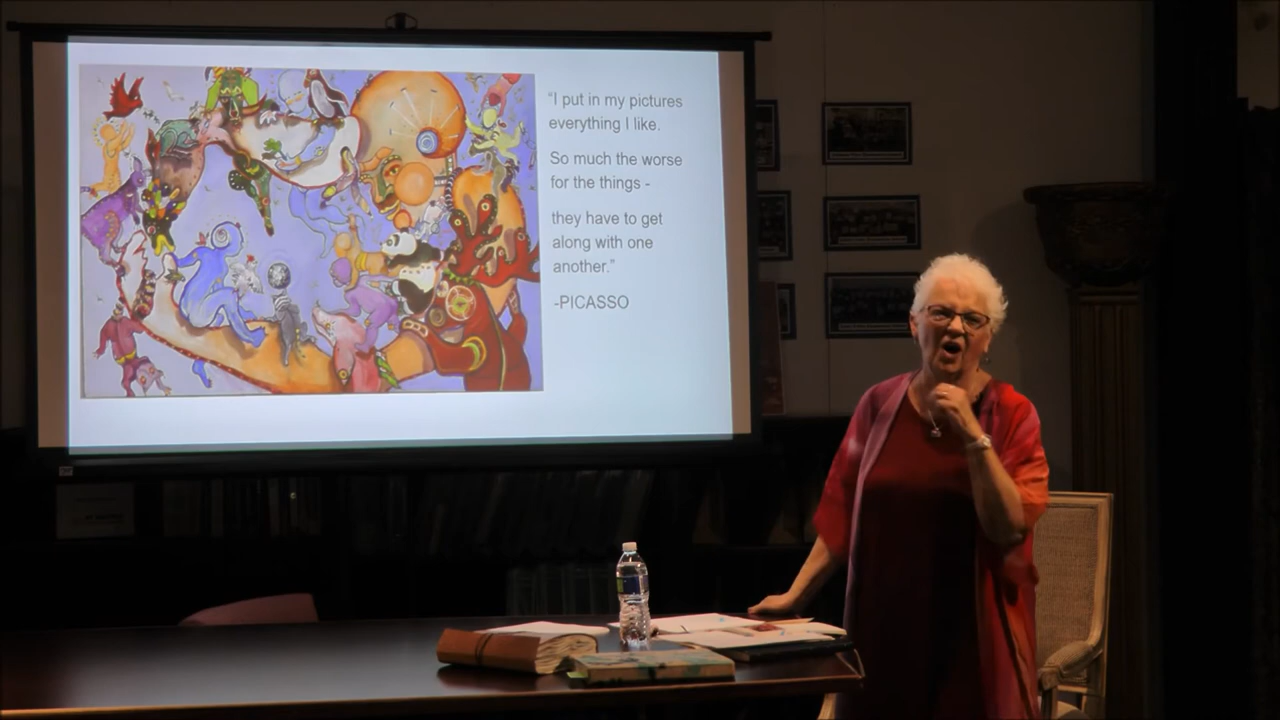 “I put in my pictures
everything I like.
So much the worse
for the things -
they have to get
along with one
another.”
-PICASSO